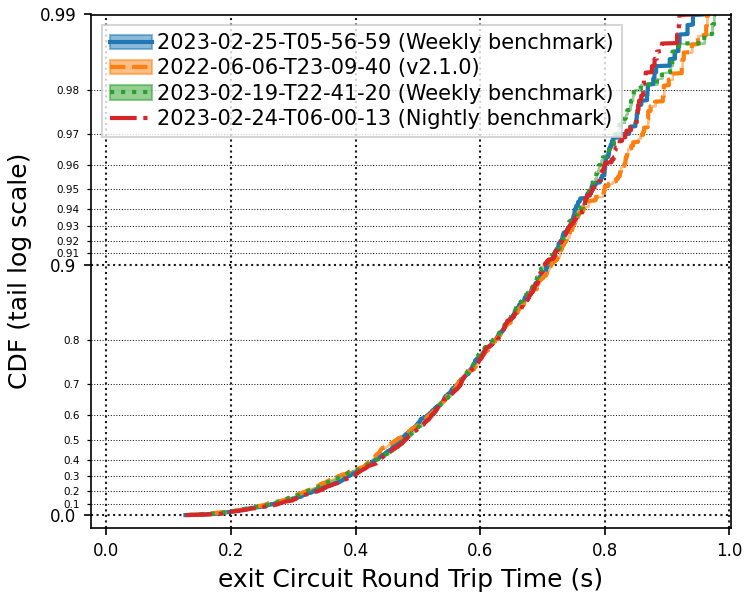 0.99
2023-02-25-T05-56-59 (Weekly benchmark)
2022-06-06-T23-09-40 (v2.1.0)
2023-02-19-T22-41-20 (Weekly benchmark)
2023-02-24-T06-00-13 (Nightly benchmark)
0.98
0.97
0.96
0.95
0.94
0.93
0.92
0.91
0.9
0.8
0.7
0.6
0.5
0.4
0.3
0.2
0.1
0.0
CDF (tail log scale)
0.0 0.2 0.4 0.6 0.8 1.0
exit Circuit Round Trip Time (s)